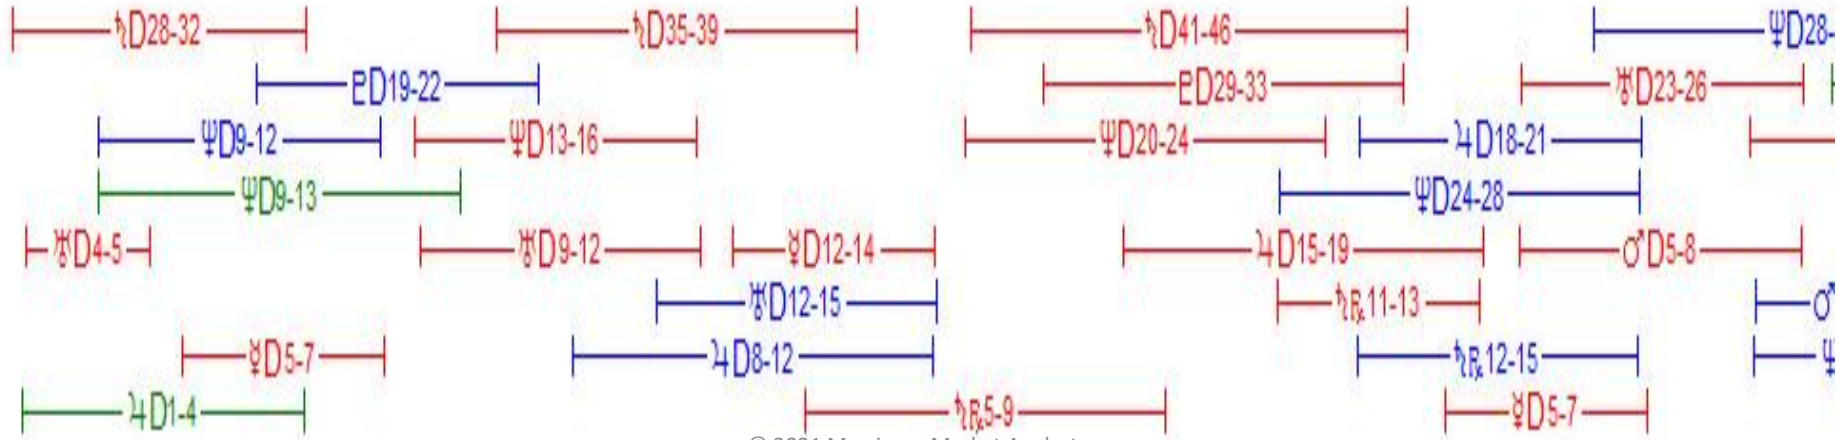 ♄D28-32 ♄D35-39 ♄D41-46 ♆D28-
♇D19-22 ♇D29-33 ♅D23-26
♆D9-12 ♆D13-16 ♆D20-24 ♃D18-21
♆D9-13 ♆D24-28
♅D4-5 ♅D9-12 ☿D12-14 ♃D15-19 ♂D5-8
♅D12-15 ♄℞11-13 ♂
☿D5-7 ♃D8-12 ♄℞12-15 ♆
♃D1-4 ♄℞5-9 ☿D5-7